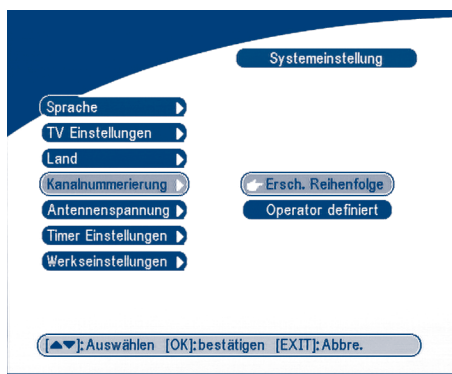 Systemeinstellung
Sprache
TV Einstellungen
Land
Kanalnummerierung
Ersch. Reihenfolge
Antennenspannung
Operator definiert
Timer Einstellungen
Werkseinstellungen
[▲▼]:Auswählen [OK]:bestätigen [EXIT]:Abbre.